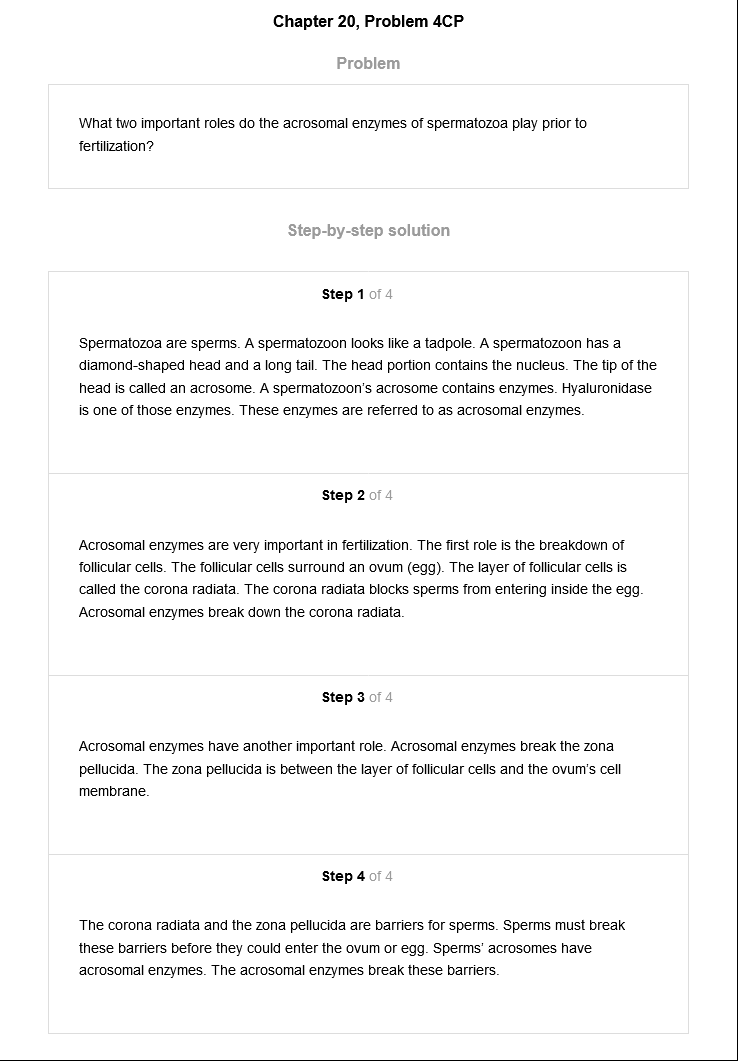 Chapter 20, Problem 4CP
Problem
What two important roles do the acrosomal enzymes of spermatozoa play prior to
fertilization?
Step-by-step solution
Step 1 of 4
Spermatozoa are sperms. A spermatozoon looks like a tadpole. A spermatozoon has a
diamond-shaped head and a long tail. The head portion contains the nucleus. The tip of the
head is called an acrosome. A spermatozoon's acrosome contains enzymes. Hyaluronidase
is one of those enzymes. These enzymes are referred to as acrosomal enzymes.
Step 2 of 4
Acrosomal enzymes are very important in fertilization. The first role is the breakdown of
follicular cells. The follicular cells surround an ovum (egg). The layer of follicular cells is
called the corona radiata. The corona radiata blocks sperms from entering inside the egg.
Acrosomal enzymes break down the corona radiata.
Step 3 of 4
Acrosomal enzymes have another important role. Acrosomal enzymes break the zona
pellucida. The zona pellucida is between the layer of follicular cells and the ovum's cell
membrane.
Step 4 of 4
The corona radiata and the zona pellucida are barriers for sperms. Sperms must break
these barriers before they could enter the ovum or egg. Sperms' acrosomes have
acrosomal enzymes. The acrosomal enzymes break these barriers.